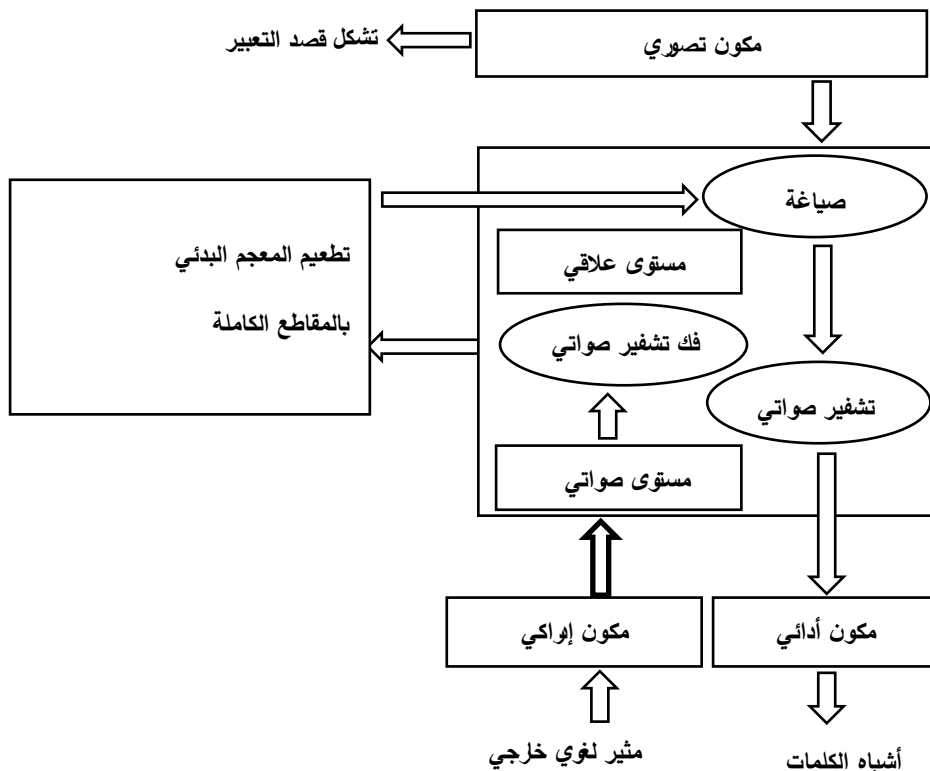 مكون تصوري
تشكل قصد التعبير
صياغة
تطعيم المعجم البدئي
بالمقاطع الكاملة
مستوى علاقي
فك تشفير صواتي
تشفير صواتي
مستوى صواتي
مكون أدائي
مكون إدراكي
مثير لغوي خارجي
أشباه الكلمات